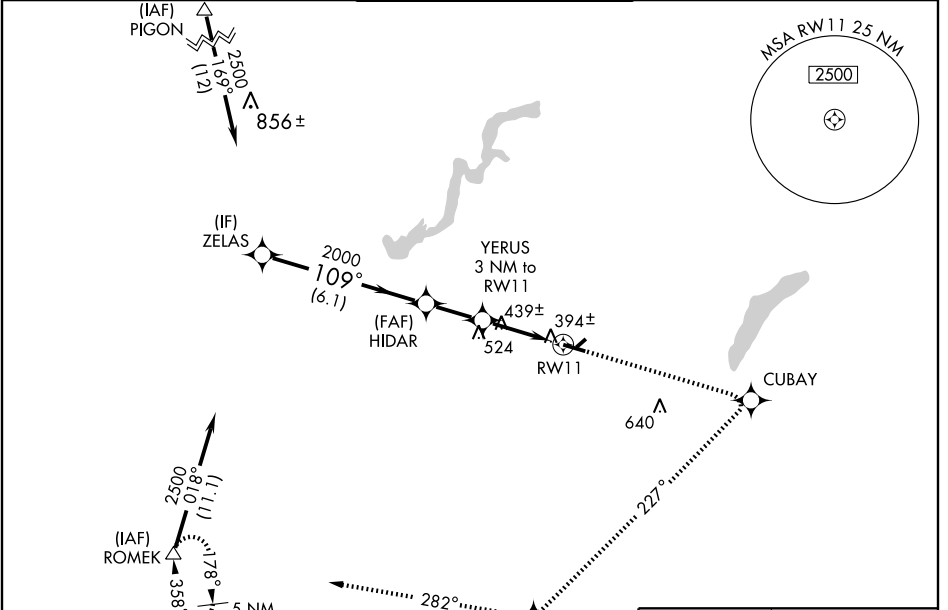 (IAF)
PIGON
2500
169°
(12)
856±
MSA RW11 25 NM
2500
(IF)
ZELAS
2000
109°
(6.1)
YERUS
3 NM to
RW11
(FAF)
HIDAR
439±
524
394±
RW11
CUBAY
640
227°
2500
018°
(11.1)
(IAF)
ROMEK
178°
358°
5 NM
282°